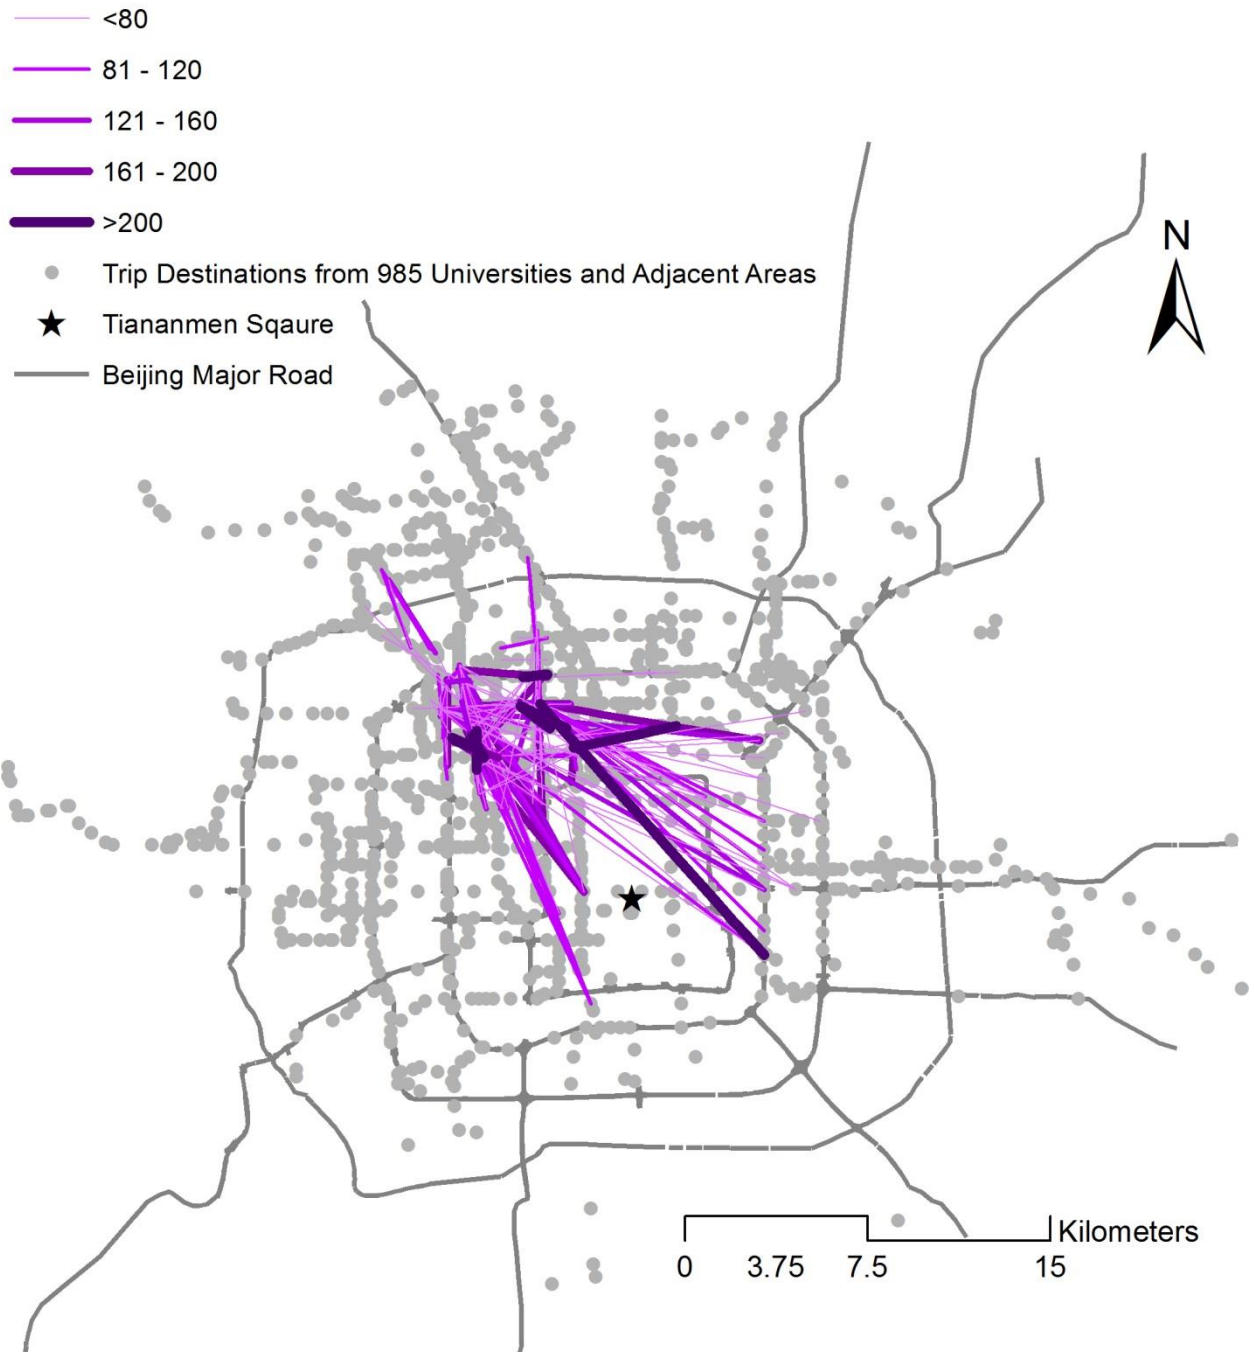 <80
81 - 120
121 - 160
161 - 200
>200
Trip Destinations from 985 Universities and Adjacent Areas
Tiananmen Sqaure
Beijing Major Road
N
Kilometers
0 3.75 7.5 15